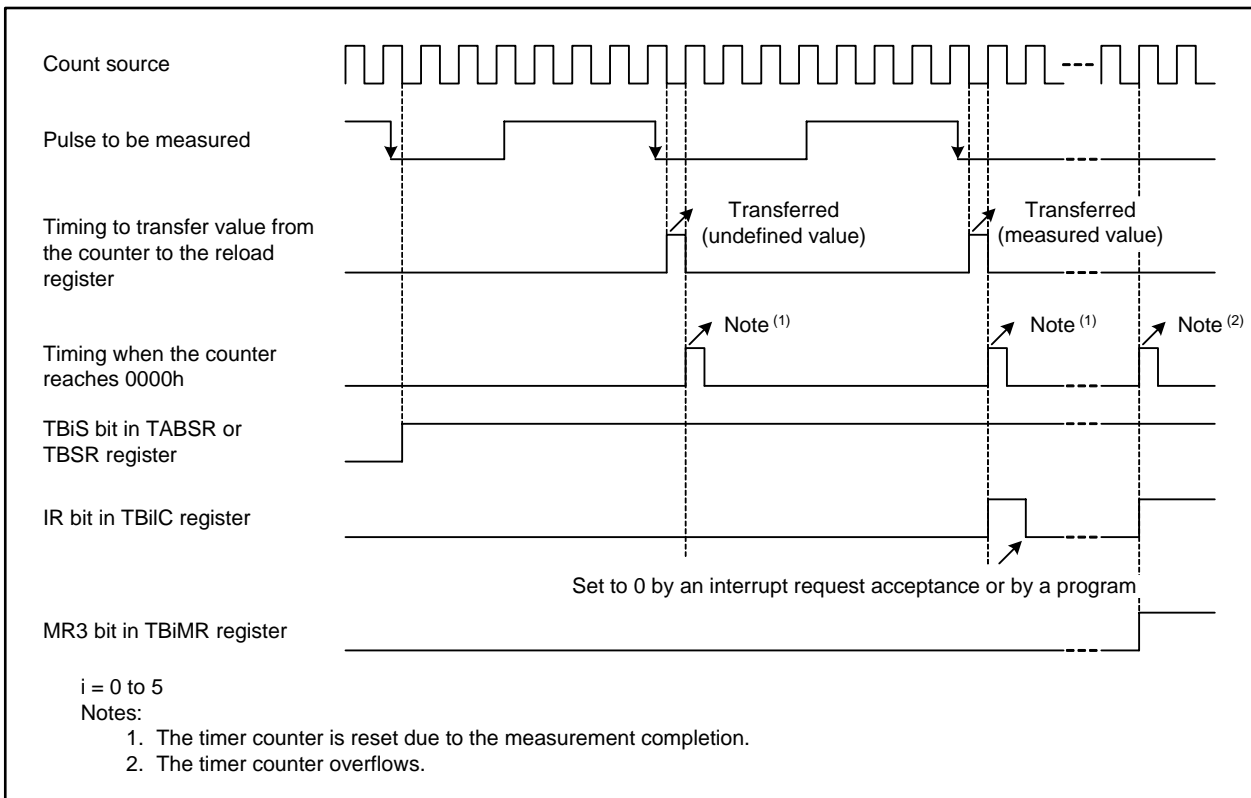 Count source
Pulse to be measured
Timing to transfer value from
the counter to the reload
register
Transferred
(undefined value)
Transferred
(measured value)
Timing when the counter
reaches 0000h
Note (1)
Note (1)
Note (2)
TBiS bit in TABSR or
TBSR register
IR bit in TBiIC register
Set to 0 by an interrupt request acceptance or by a program
MR3 bit in TBiMR register
i = 0 to 5
Notes:
1. The timer counter is reset due to the measurement completion.
2. The timer counter overflows.